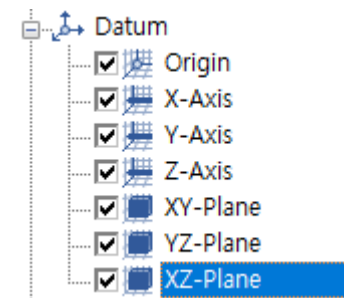 Datum
Origin
X-Axis
Y-Axis
Z-Axis
XY-Plane
YZ-Plane
XZ-Plane